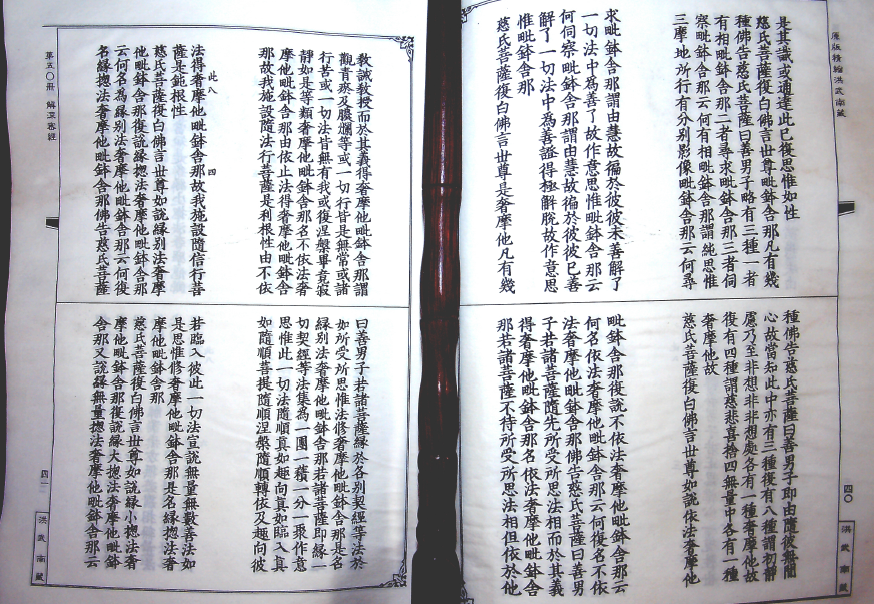 原版精縮洪武南藏
是其識或通達此已復思惟如性
慈氏菩薩復白佛言世尊毗鉢舍那凡有幾
種佛告慈氏菩薩曰善男子略有三種一者
有相毗鉢舍那二者尋求毗鉢舍那三者伺
察毗鉢舍那云何有相毗鉢舍那謂純思惟
三摩地所行有分别影像毗鉢舍那云何尋
求毗鉢舍那謂由慧故徧於彼彼未善解了
一切法中為善了故作意思惟毗鉢舍那云
何伺察毗鉢舍那謂由慧故徧於彼彼已善
解了一切法中為善證得極解脫故作意思
惟毗鉢舍那
慈氏菩薩復白佛言世尊是奢摩他凡有幾
種佛告慈氏菩薩曰善男子即由隨彼無間
心故當知此中亦有三種復有八種謂初静
慮乃至非想非非想處各有一種奢摩他故
復有四種謂慈悲喜捨四無量中各有一種
奢摩他故
慈氏菩薩復白佛言世尊如說依法奢摩他
毗鉢舍那復說不依法奢摩他毗鉢舍那云
何名依法奢摩他毗鉢舍那云何復名不依
法奢摩他毗鉢舍那佛告慈氏菩薩曰善男
子若諸菩薩隨先所受所思法相而於其義
得奢摩他毗鉢舍那名依法奢摩他毗鉢舍
那若諸菩薩不待所受所思法相但依於他
四〇
洪武南藏
教誡教授而於其義得奢摩他毗鉢舍那謂
觀青瘀及膿爛等或一切行皆是無常或諸
行苦或一切法皆無有我或復涅槃畢竟寂
靜如是等類奢摩他毗鉢舍那名不依法奢
摩他毗鉢舍那由依止法得奢摩他毗鉢舍
那故我施設隨法行菩薩是利根性由不依
此八 四
法得奢摩他毗鉢舍那故我施設隨信行菩
薩是鈍根性
慈氏菩薩復白佛言世尊如說緣别法奢摩
他毗鉢舍那復說緣揔法奢摩他毗鉢舍那
云何名為緣别法奢摩他毗鉢舍那云何復
名緣揔法奢摩他毗鉢舍那佛告慈氏菩薩
曰善男子若諸菩薩緣於各别契經等法於
如所受所思惟法修奢摩他毗鉢舍那是名
緣别法奢摩他毗鉢舍那若諸菩薩即緣一
切契經等法集為一團一積一分一聚作意
思惟此一切法隨順真如趣向真如臨入真
如隨順菩提隨順涅槃隨順轉依及趣向彼
若臨入彼此一切法宣說無量無數善法如
是思惟修奢摩他毗鉢舍那是名緣揔法奢
摩他毗鉢舍那
慈氏菩薩復白佛言世尊如說緣小揔法奢
摩他毗鉢舍那復說緣大揔法奢摩他毗鉢
舍那又說緣無量揔法奢摩他毗鉢舍那云
第五〇冊 解深密經
四一
洪武南藏